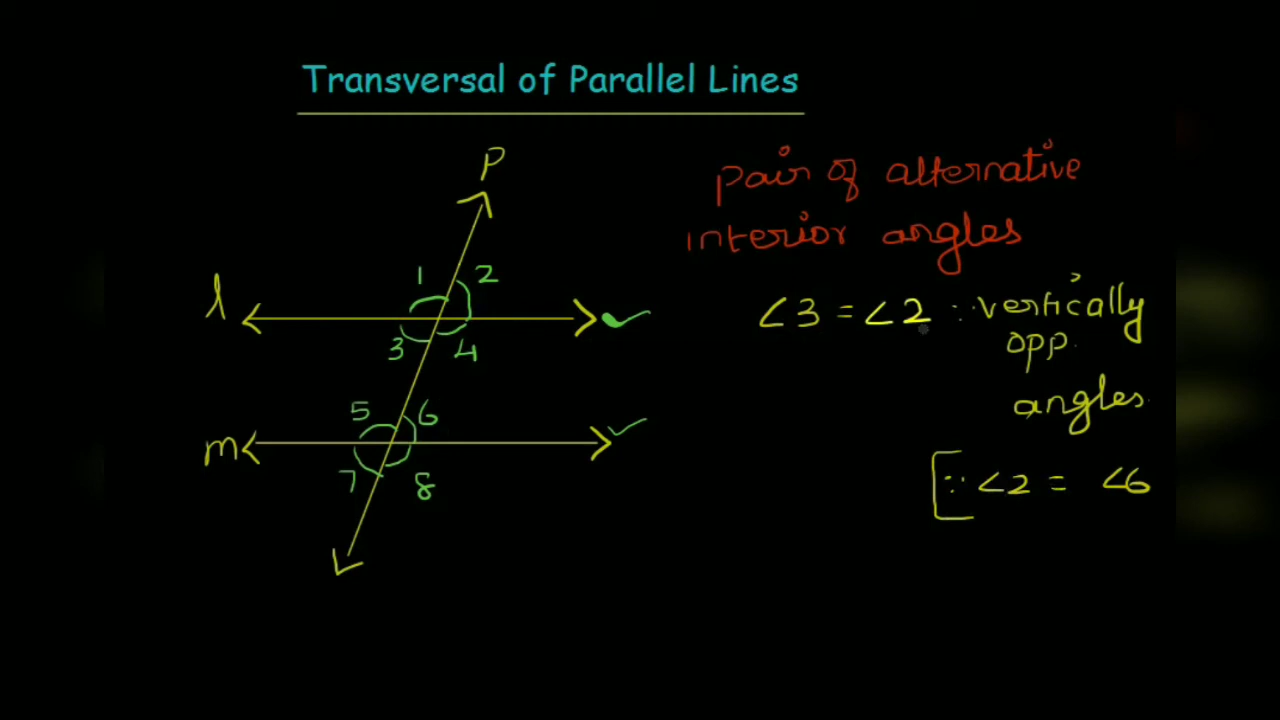 Transversal of Parallel Lines
P
Pair of alternative
interior angles
1 2
l
∠3 = ∠2 ∵ vertically
3 4
opp.
angles.
5 6
m
7 8
[∵ ∠2 = ∠6